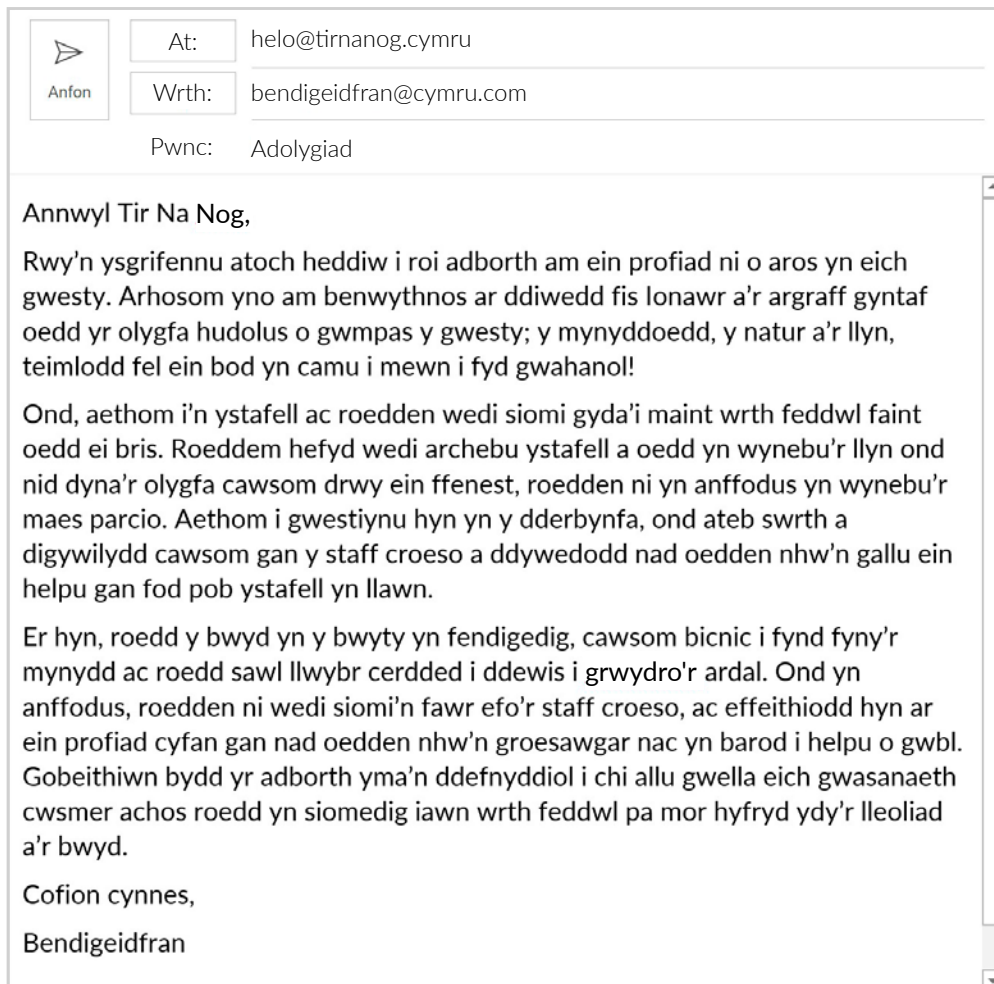 At:
helo@tirnanog.cymru
Anfon
Wrth:
bendigeidfran@cymru.com
Pwnc:
Adolygiad
Annwyl Tir Na Nog,
Rwy'n ysgrifennu atoch heddiw i roi adborth am ein profiad ni o aros yn eich
gwesty. Arhosom yno am benwythnos ar ddiwedd fis Ionawr a'r argraff gyntaf
oedd yr olygfa hudolus o gwmpas y gwesty; y mynyddoedd, y natur a'r llyn,
teimlodd fel ein bod yn camu i mewn i fyd gwahanol!
Ond, aethom i'n ystafell ac roedden wedi siomi gyda'i maint wrth feddwl faint
oedd ei bris. Roeddem hefyd wedi archebu ystafell a oedd yn wynebu'r llyn ond
nid dyna'r olygfa cawsom drwy ein ffenest, roedden ni yn anffodus yn wynebu'r
maes parcio. Aethom i gwestiynu hyn yn y dderbynfa, ond ateb swrth a
digywilydd cawsom gan y staff croeso a ddywedodd nad oedden nhw'n gallu ein
helpu gan fod pob ystafell yn llawn.
Er hyn, roedd y bwyd yn y bwyty yn fendigedig, cawsom bicnic i fynd fyny'r
mynydd ac roedd sawl llwybr cerdded i ddewis i grwydro'r ardal. Ond yn
anffodus, roedden ni wedi siomi'n fawr efo'r staff croeso, ac effeithiodd hyn ar
ein profiad cyfan gan nad oedden nhw'n groesawgar nac yn barod i helpu o gwbl.
Gobeithiwn bydd yr adborth yma'n ddefnyddiol i chi allu gwella eich gwasanaeth
cwsmer achos roedd yn siomedig iawn wrth feddwl pa mor hyfryd ydy'r lleoliad
a'r bwyd.
Cofion cynnes,
Bendigeidfran